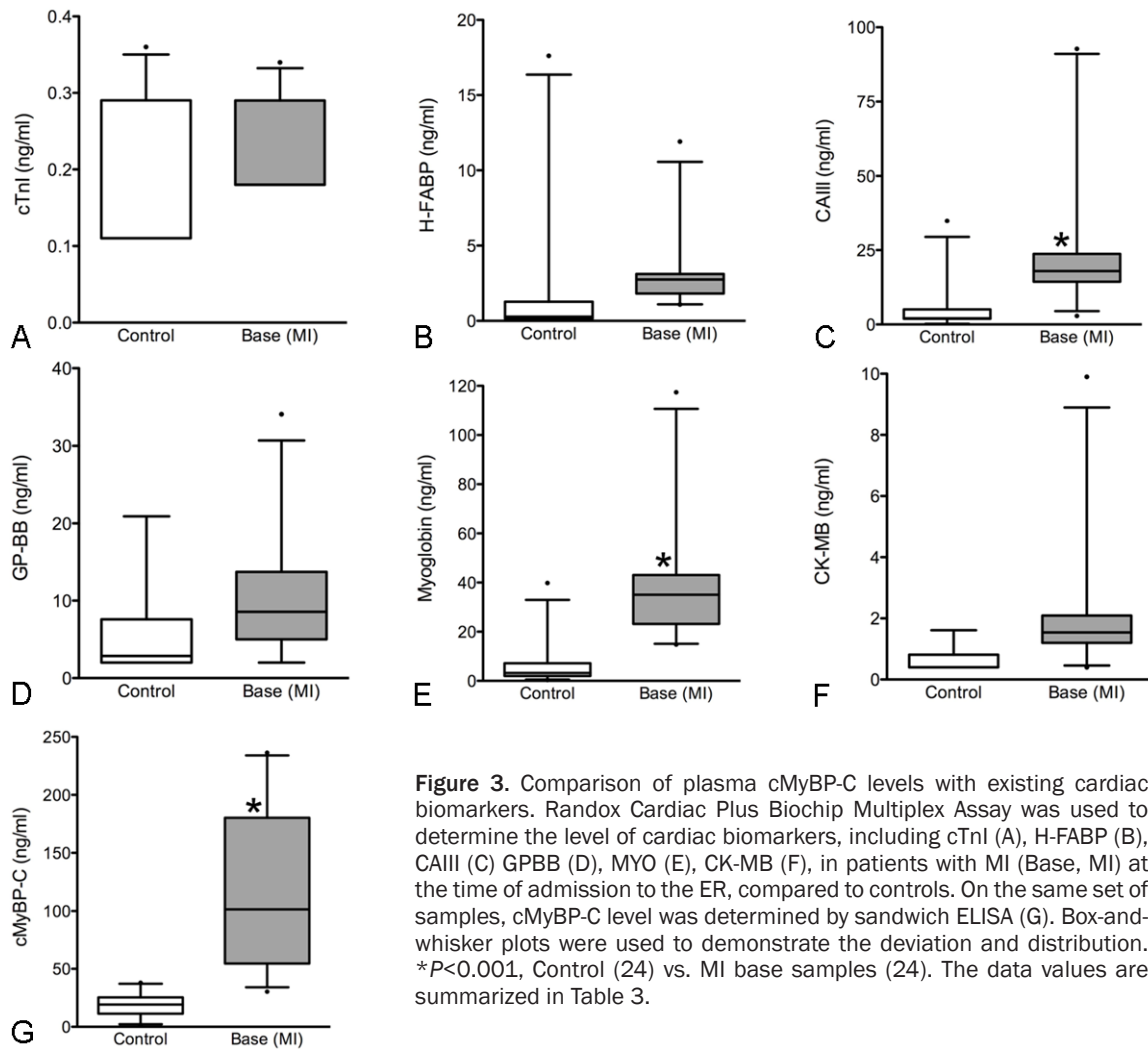 0.4
0.3
0.2
0.1
0.0
cTnI (ng/ml)
Control Base (MI)
A
20
15
10
5
0
H-FABP (ng/ml)
Control Base (MI)
B
100
75
50
25
0
CAIII (ng/ml)
*
Control Base (MI)
C
40
30
20
10
0
GP-BB (ng/ml)
Control Base (MI)
D
120
100
80
60
40
20
0
Myoglobin (ng/ml)
*
Control Base (MI)
E
10
8
6
4
2
0
CK-MB (ng/ml)
Control Base (MI)
F
250
200
150
100
50
0
cMyBP-C (ng/ml)
*
Control Base (MI)
G
Figure 3. Comparison of plasma cMyBP-C levels with existing cardiac
biomarkers. Randox Cardiac Plus Biochip Multiplex Assay was used to
determine the level of cardiac biomarkers, including cTnI (A), H-FABP (B),
CAIII (C) GPBB (D), MYO (E), CK-MB (F), in patients with MI (Base, MI) at
the time of admission to the ER, compared to controls. On the same set of
samples, cMyBP-C level was determined by sandwich ELISA (G). Box-and-
whisker plots were used to demonstrate the deviation and distribution.
*P<0.001, Control (24) vs. MI base samples (24). The data values are
summarized in Table 3.